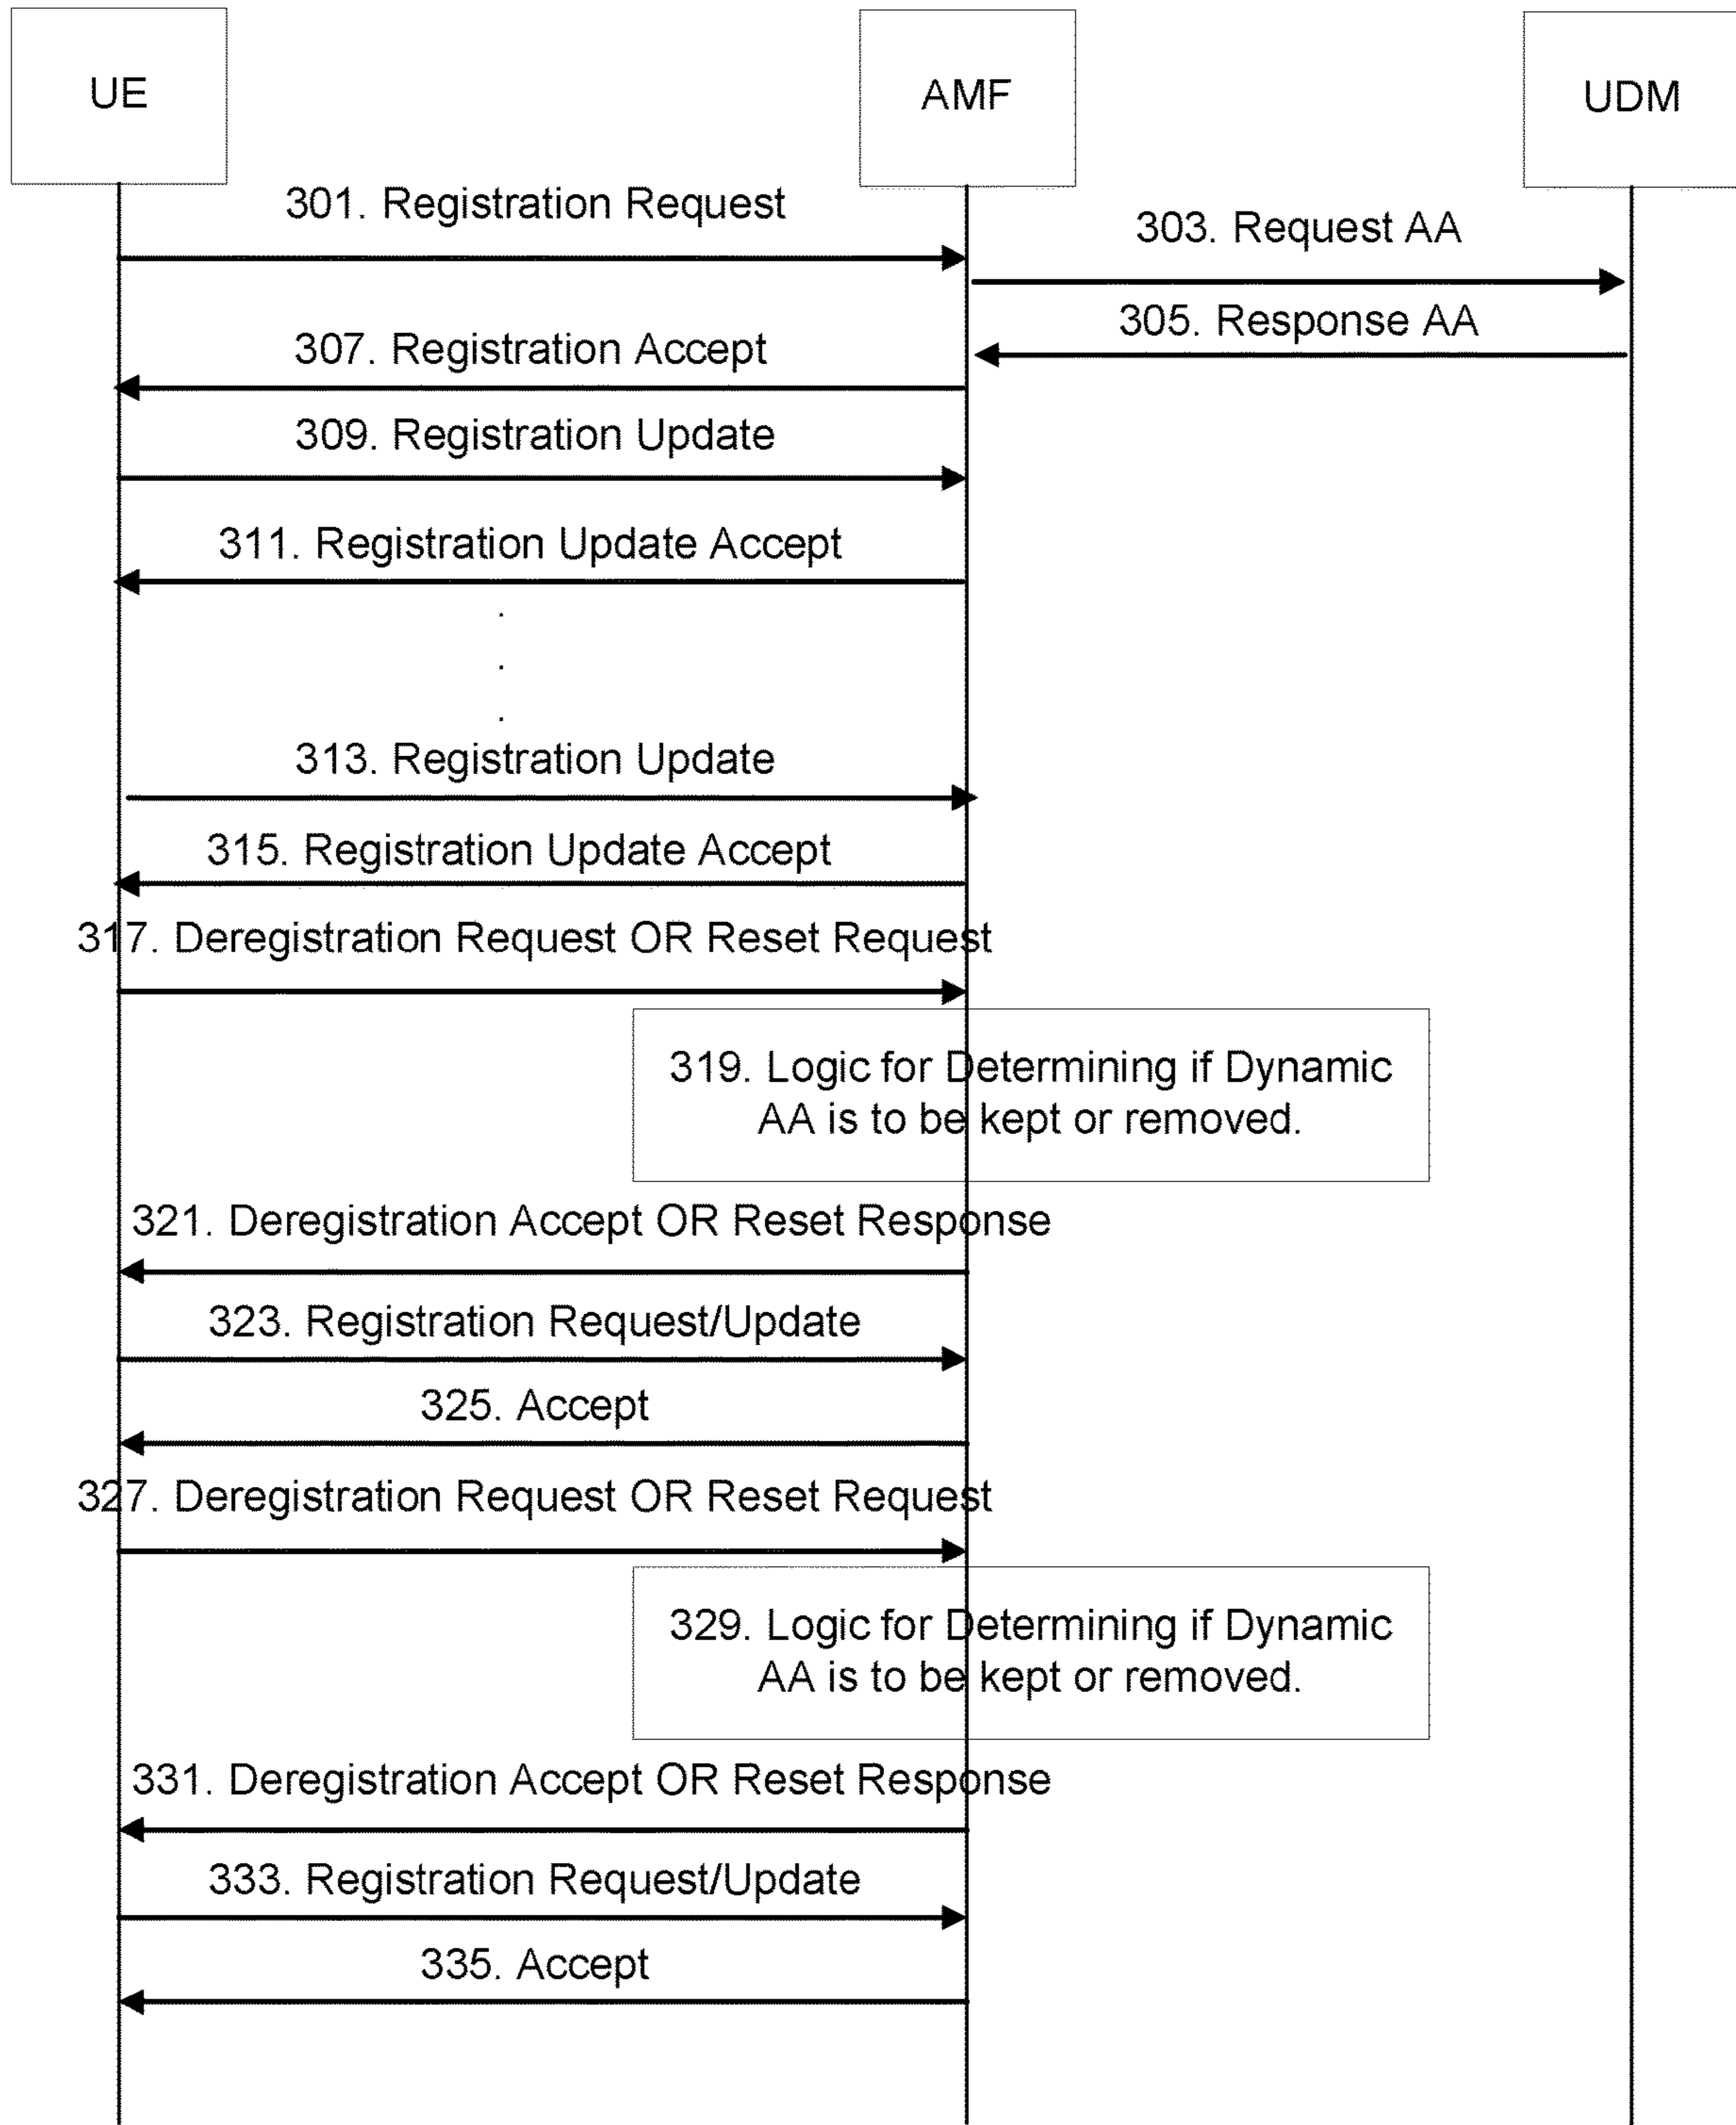 UE
AMF
UDM
301. Registration Request
303. Request AA
305. Response AA
307. Registration Accept
309. Registration Update
311. Registration Update Accept
.
.
.
313. Registration Update
315. Registration Update Accept
317. Deregistration Request OR Reset Request
319. Logic for Determining if Dynamic
AA is to be kept or removed.
321. Deregistration Accept OR Reset Response
323. Registration Request/Update
325. Accept
327. Deregistration Request OR Reset Request
329. Logic for Determining if Dynamic
AA is to be kept or removed.
331. Deregistration Accept OR Reset Response
333. Registration Request/Update
335. Accept